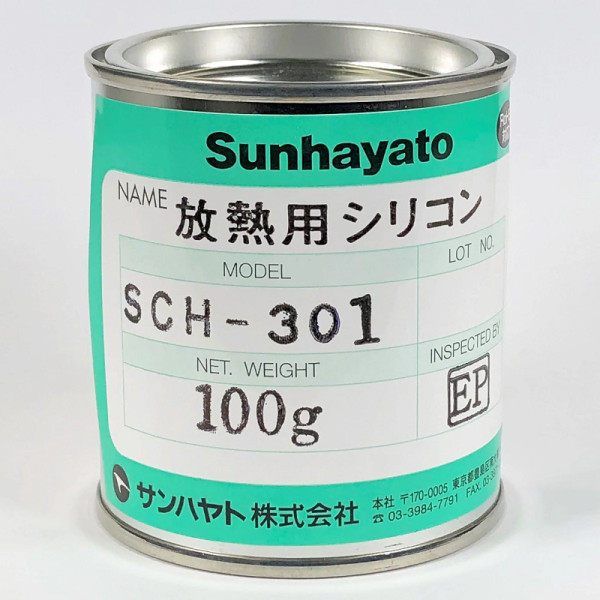 Sunhayato
NAME 放熱用シリコン
MODEL
SCH-301
LOT NO.
NET. WEIGHT
100g
INSPECTED BY
EP
サンハヤト株式会社
本社 〒170-0005 東京都豊島区
☎ 03-3984-7791 FAX. 03-